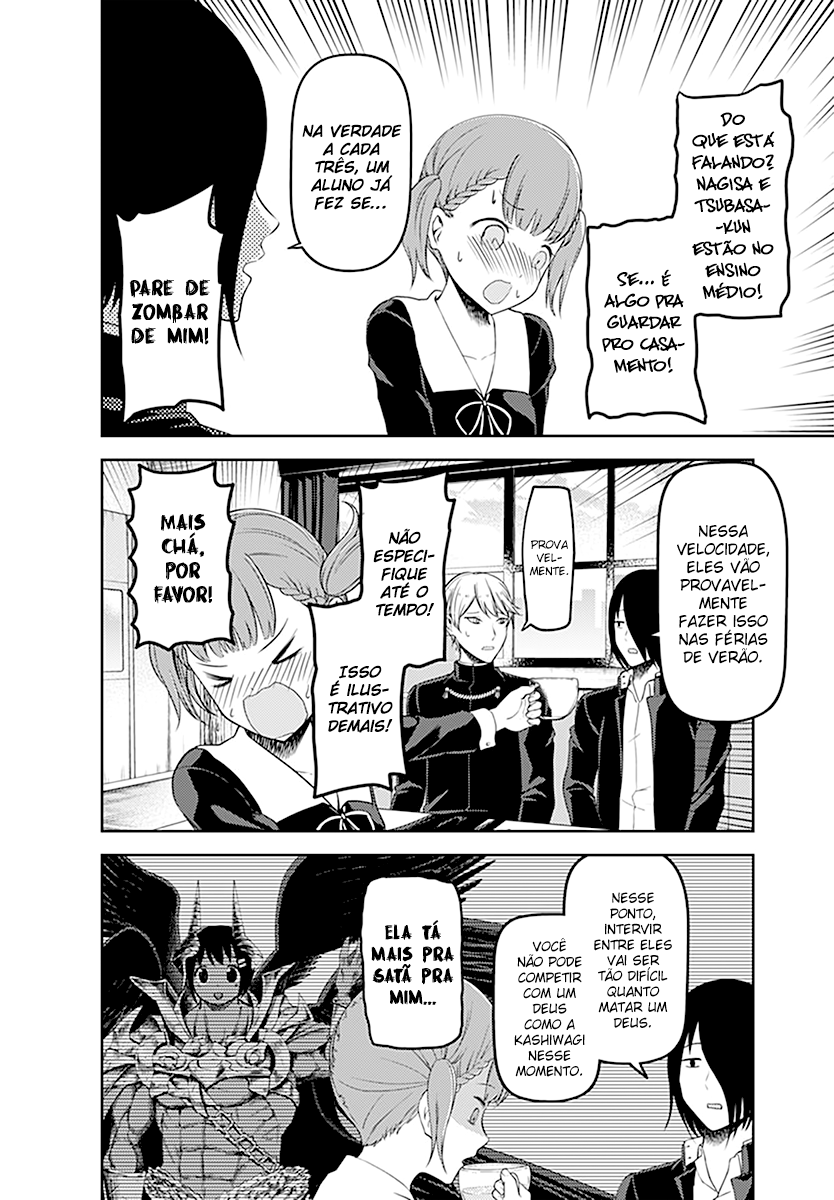 DO
QUE ESTÁ
FALANDO?
NAGISA E
TSUBASA-
-KUN
ESTÃO NO
ENSINO
MÉDIO!
SE... É
ALGO PRA
GUARDAR
PRO CASA-
MENTO!
NA VERDADE
A CADA
TRÊS, UM
ALUNO JÁ
FEZ SE...
PARE DE
ZOMBAR
DE MIM!
NESSA
VELOCIDADE,
ELES VÃO
PROVAVEL-
MENTE
FAZER ISSO
NAS FÉRIAS
DE VERÃO.
PROVA
VEL-
MENTE.
NÃO
ESPECI-
FIQUE
ATÉ O
TEMPO!
ISSO
É ILUS-
TRATIVO
DEMAIS!
MAIS
CHÁ,
POR
FAVOR!
NESSE
PONTO,
INTERVIR
ENTRE ELES
VAI SER
TÃO DIFÍCIL
QUANTO
MATAR UM
DEUS.
VOCÊ
NÃO PODE
COMPETIR
COM UM
DEUS
COMO A
KASHIWAGI
NESSE
MOMENTO.
ELA TÁ
MAIS PRA
SATÃ PRA
MIM...